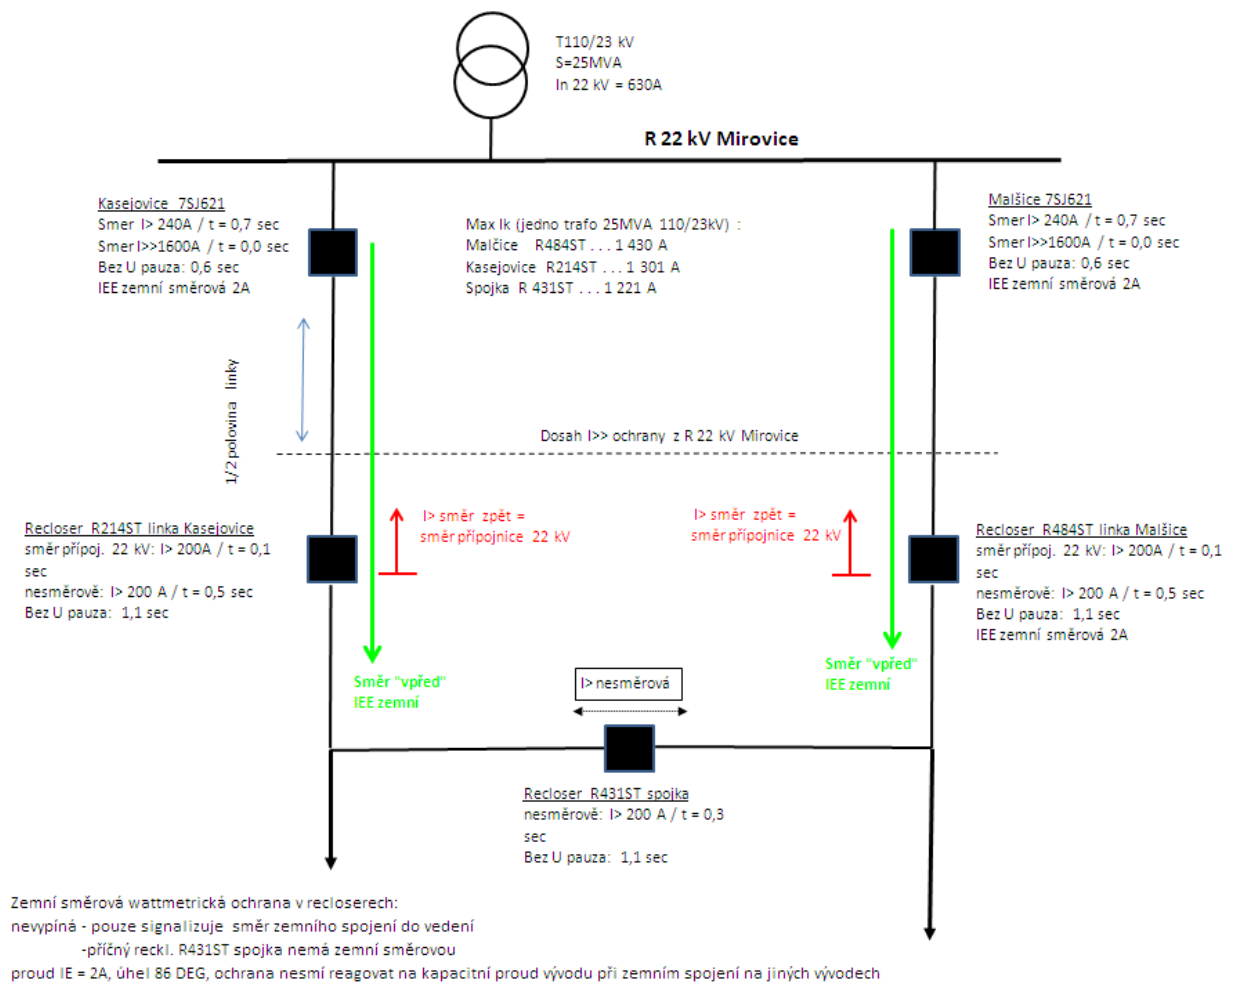 T110/23 kV
S=25MVA
In 22 kV = 630A
R 22 kV Mirovice
Kasejovice 7SJ621
Smer I> 240A / t = 0,7 sec
Smer I>>1600A / t = 0,0 sec
Bez U pauza: 0,6 sec
IEE zemní směrová 2A
Max Ik (jedno trafo 25MVA 110/23kV) :
Malčice R484ST . . . 1 430 A
Kasejovice R214ST . . . 1 301 A
Spojka R 431ST . . . 1 221 A
Malšice 7SJ621
Smer I> 240A / t = 0,7 sec
Smer I>>1600A / t = 0,0 sec
Bez U pauza: 0,6 sec
IEE zemní směrová 2A
1/2 polovina linky
Dosah I>> ochrany z R 22 kV Mirovice
Recloser R214ST linka Kasejovice
směr přípoj. 22 kV: I> 200A / t = 0,1
sec
nesměrově: I> 200 A / t = 0,5 sec
Bez U pauza: 1,1 sec
I> směr zpět =
směr přípojnice 22 kV
I> směr zpět =
směr přípojnice 22 kV
Recloser R484ST linka Malšice
směr přípoj. 22 kV: I> 200A / t = 0,1
sec
nesměrově: I> 200 A / t = 0,5 sec
Bez U pauza: 1,1 sec
IEE zemní směrová 2A
Směr "vpřed"
IEE zemní
I> nesměrová
Směr "vpřed"
IEE zemní
Recloser R431ST spojka
nesměrově: I> 200 A / t = 0,3
sec
Bez U pauza: 1,1 sec
Zemní směrová wattmetrická ochrana v recloserech:
nevypíná - pouze signalizuje směr zemního spojení do vedení
-příčný reckl. R431ST spojka nemá zemní směrovou
proud IE = 2A, úhel 86 DEG, ochrana nesmí reagovat na kapacitní proud vývodu při zemním spojení na jiných vývodech